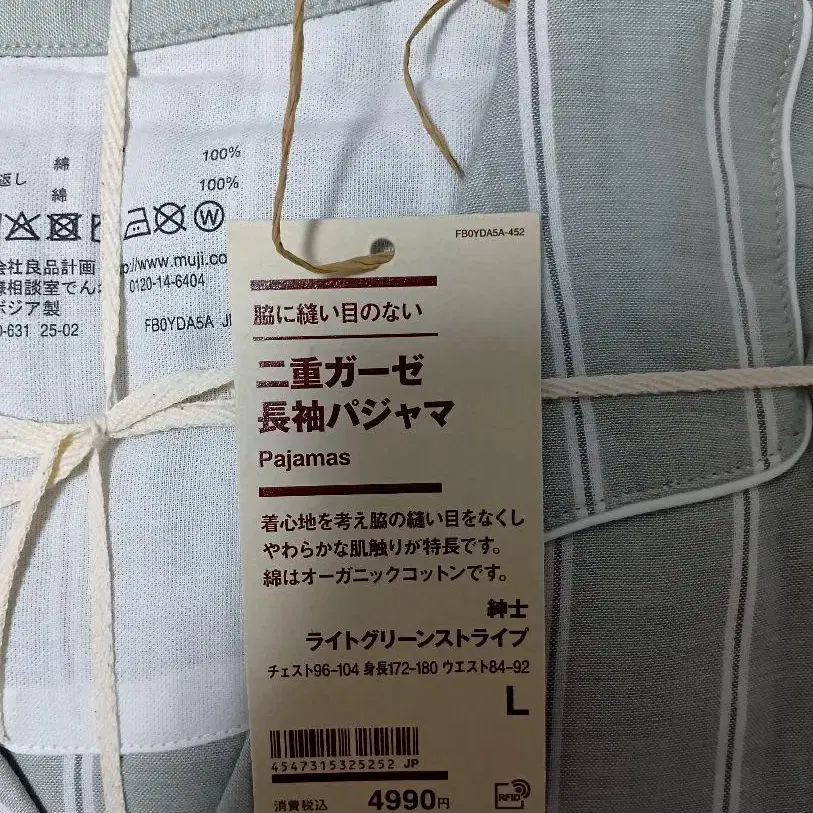 綿 100%
返し
綿 100%
会社良品計画
p://www.muji.co
様相談室でんわ 0120-14-6404
ボジア製
0-631 25-02
FB0YDA5A
FB0YDA5A-452
脇に縫い目のない
二重ガーゼ
長袖パジャマ
Pajamas
着心地を考え脇の縫い目をなくし
やわらかな肌触りが特長です。
綿はオーガニックコットンです。
紳士
ライトグリーンストライプ
チェスト96-104 身長172-180 ウエスト84-92
L
4547315325252 JP
消費税込 4990円
RFID